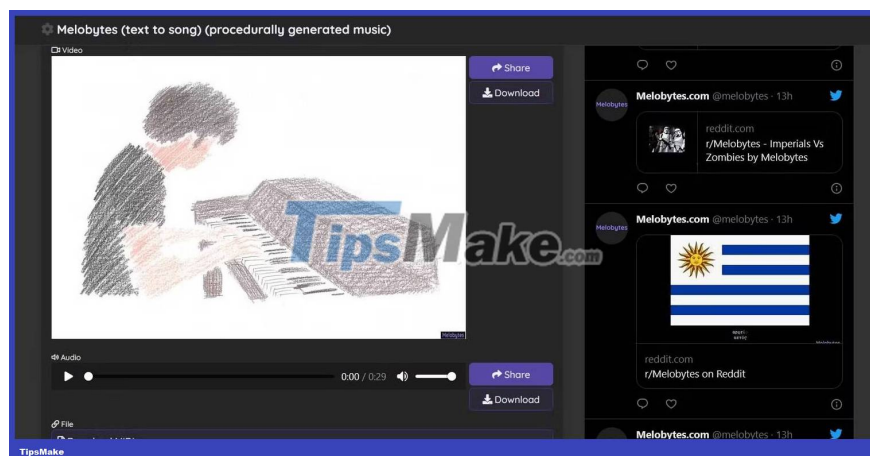 Melobytes (text to song) (procedurally generated music)
Video
Share
Download
Melobytes
TipsMake.com
Audio
0:00 / 0:29
Share
Download
File
Melobytes
Melobytes.com @melobytes · 13h
reddit.com
r/Melobytes - Imperials Vs
Zombies by Melobytes
Melobytes
Melobytes.com @melobytes · 13h
reddit.com
r/Melobytes on Reddit
Melobytes.com @melobytes · 13h
TipsMake